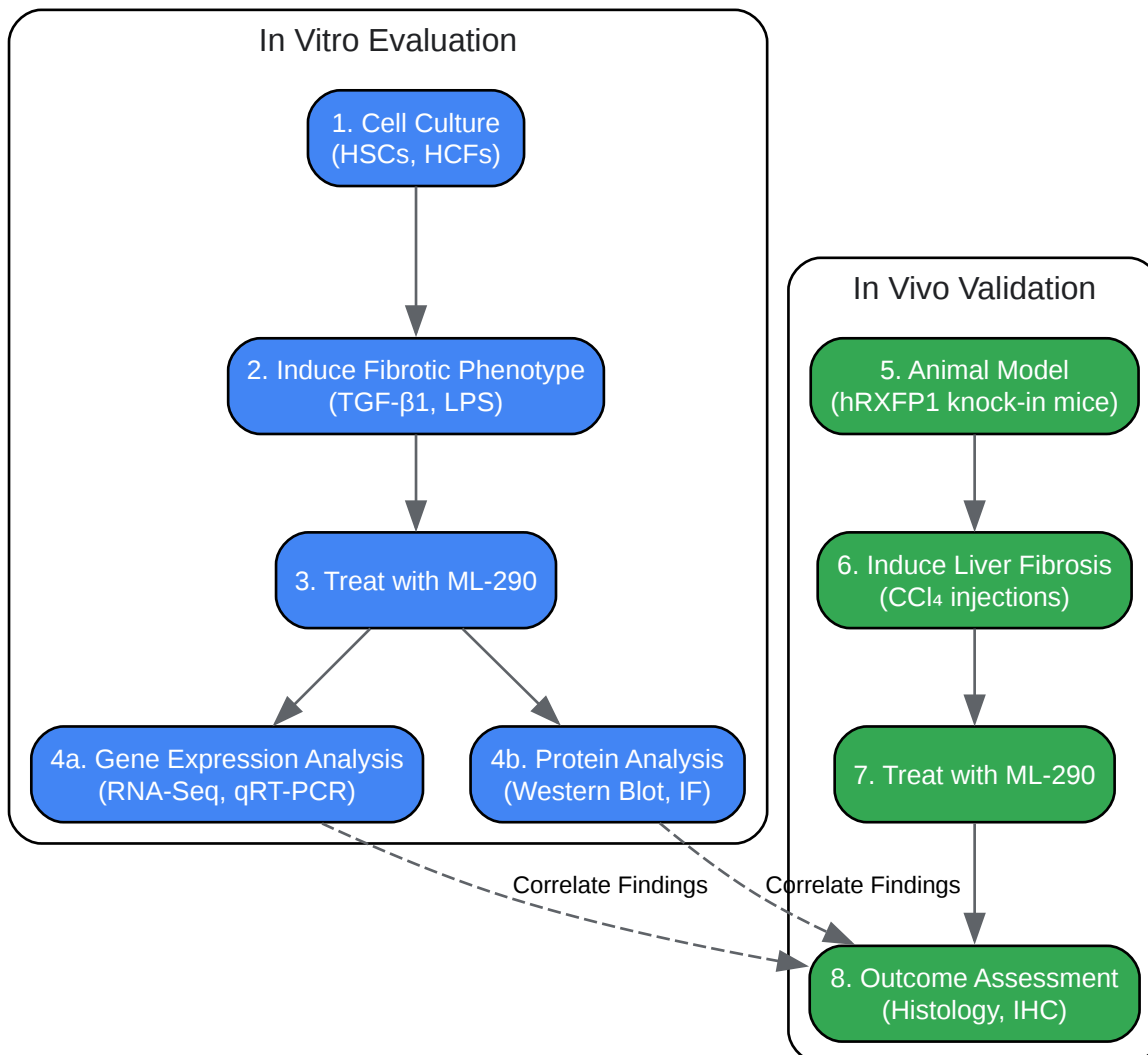 In Vitro Evaluation
1. Cell Culture
(HSCs, HCFs)
2. Induce Fibrotic Phenotype
(TGF-β1, LPS)
3. Treat with ML-290
4a. Gene Expression Analysis
(RNA-Seq, qRT-PCR)
4b. Protein Analysis
(Western Blot, IF)
In Vivo Validation
5. Animal Model
(hRXFP1 knock-in mice)
6. Induce Liver Fibrosis
(CCl₄ injections)
7. Treat with ML-290
Correlate Findings
Correlate Findings
8. Outcome Assessment
(Histology, IHC)